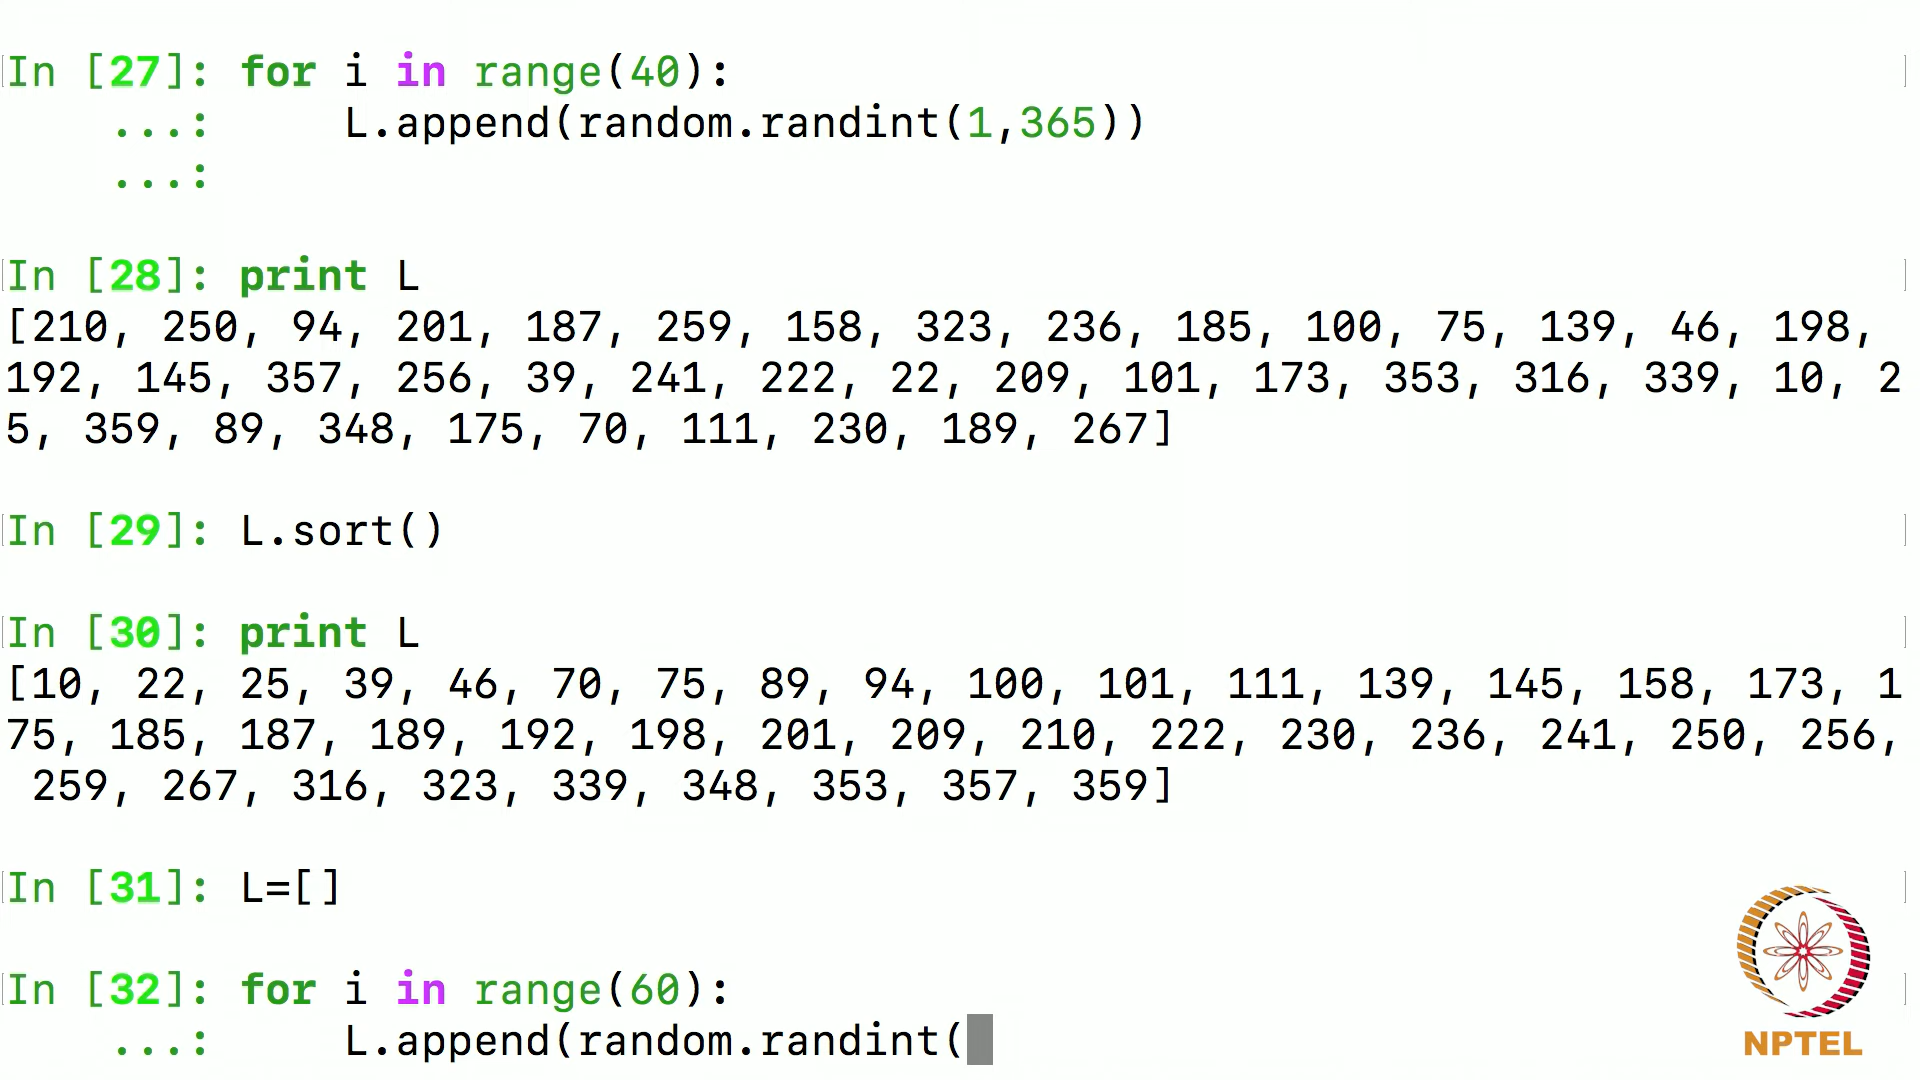 In [27]: for i in range(40):
    ...:     L.append(random.randint(1,365))
    ...:
In [28]: print L
[210, 250, 94, 201, 187, 259, 158, 323, 236, 185, 100, 75, 139, 46, 198,
192, 145, 357, 256, 39, 241, 222, 22, 209, 101, 173, 353, 316, 339, 10, 2
5, 359, 89, 348, 175, 70, 111, 230, 189, 267]
In [29]: L.sort()
In [30]: print L
[10, 22, 25, 39, 46, 70, 75, 89, 94, 100, 101, 111, 139, 145, 158, 173, 1
75, 185, 187, 189, 192, 198, 201, 209, 210, 222, 230, 236, 241, 250, 256,
 259, 267, 316, 323, 339, 348, 353, 357, 359]
In [31]: L=[]
In [32]: for i in range(60):
    ...:     L.append(random.randint(
NPTEL